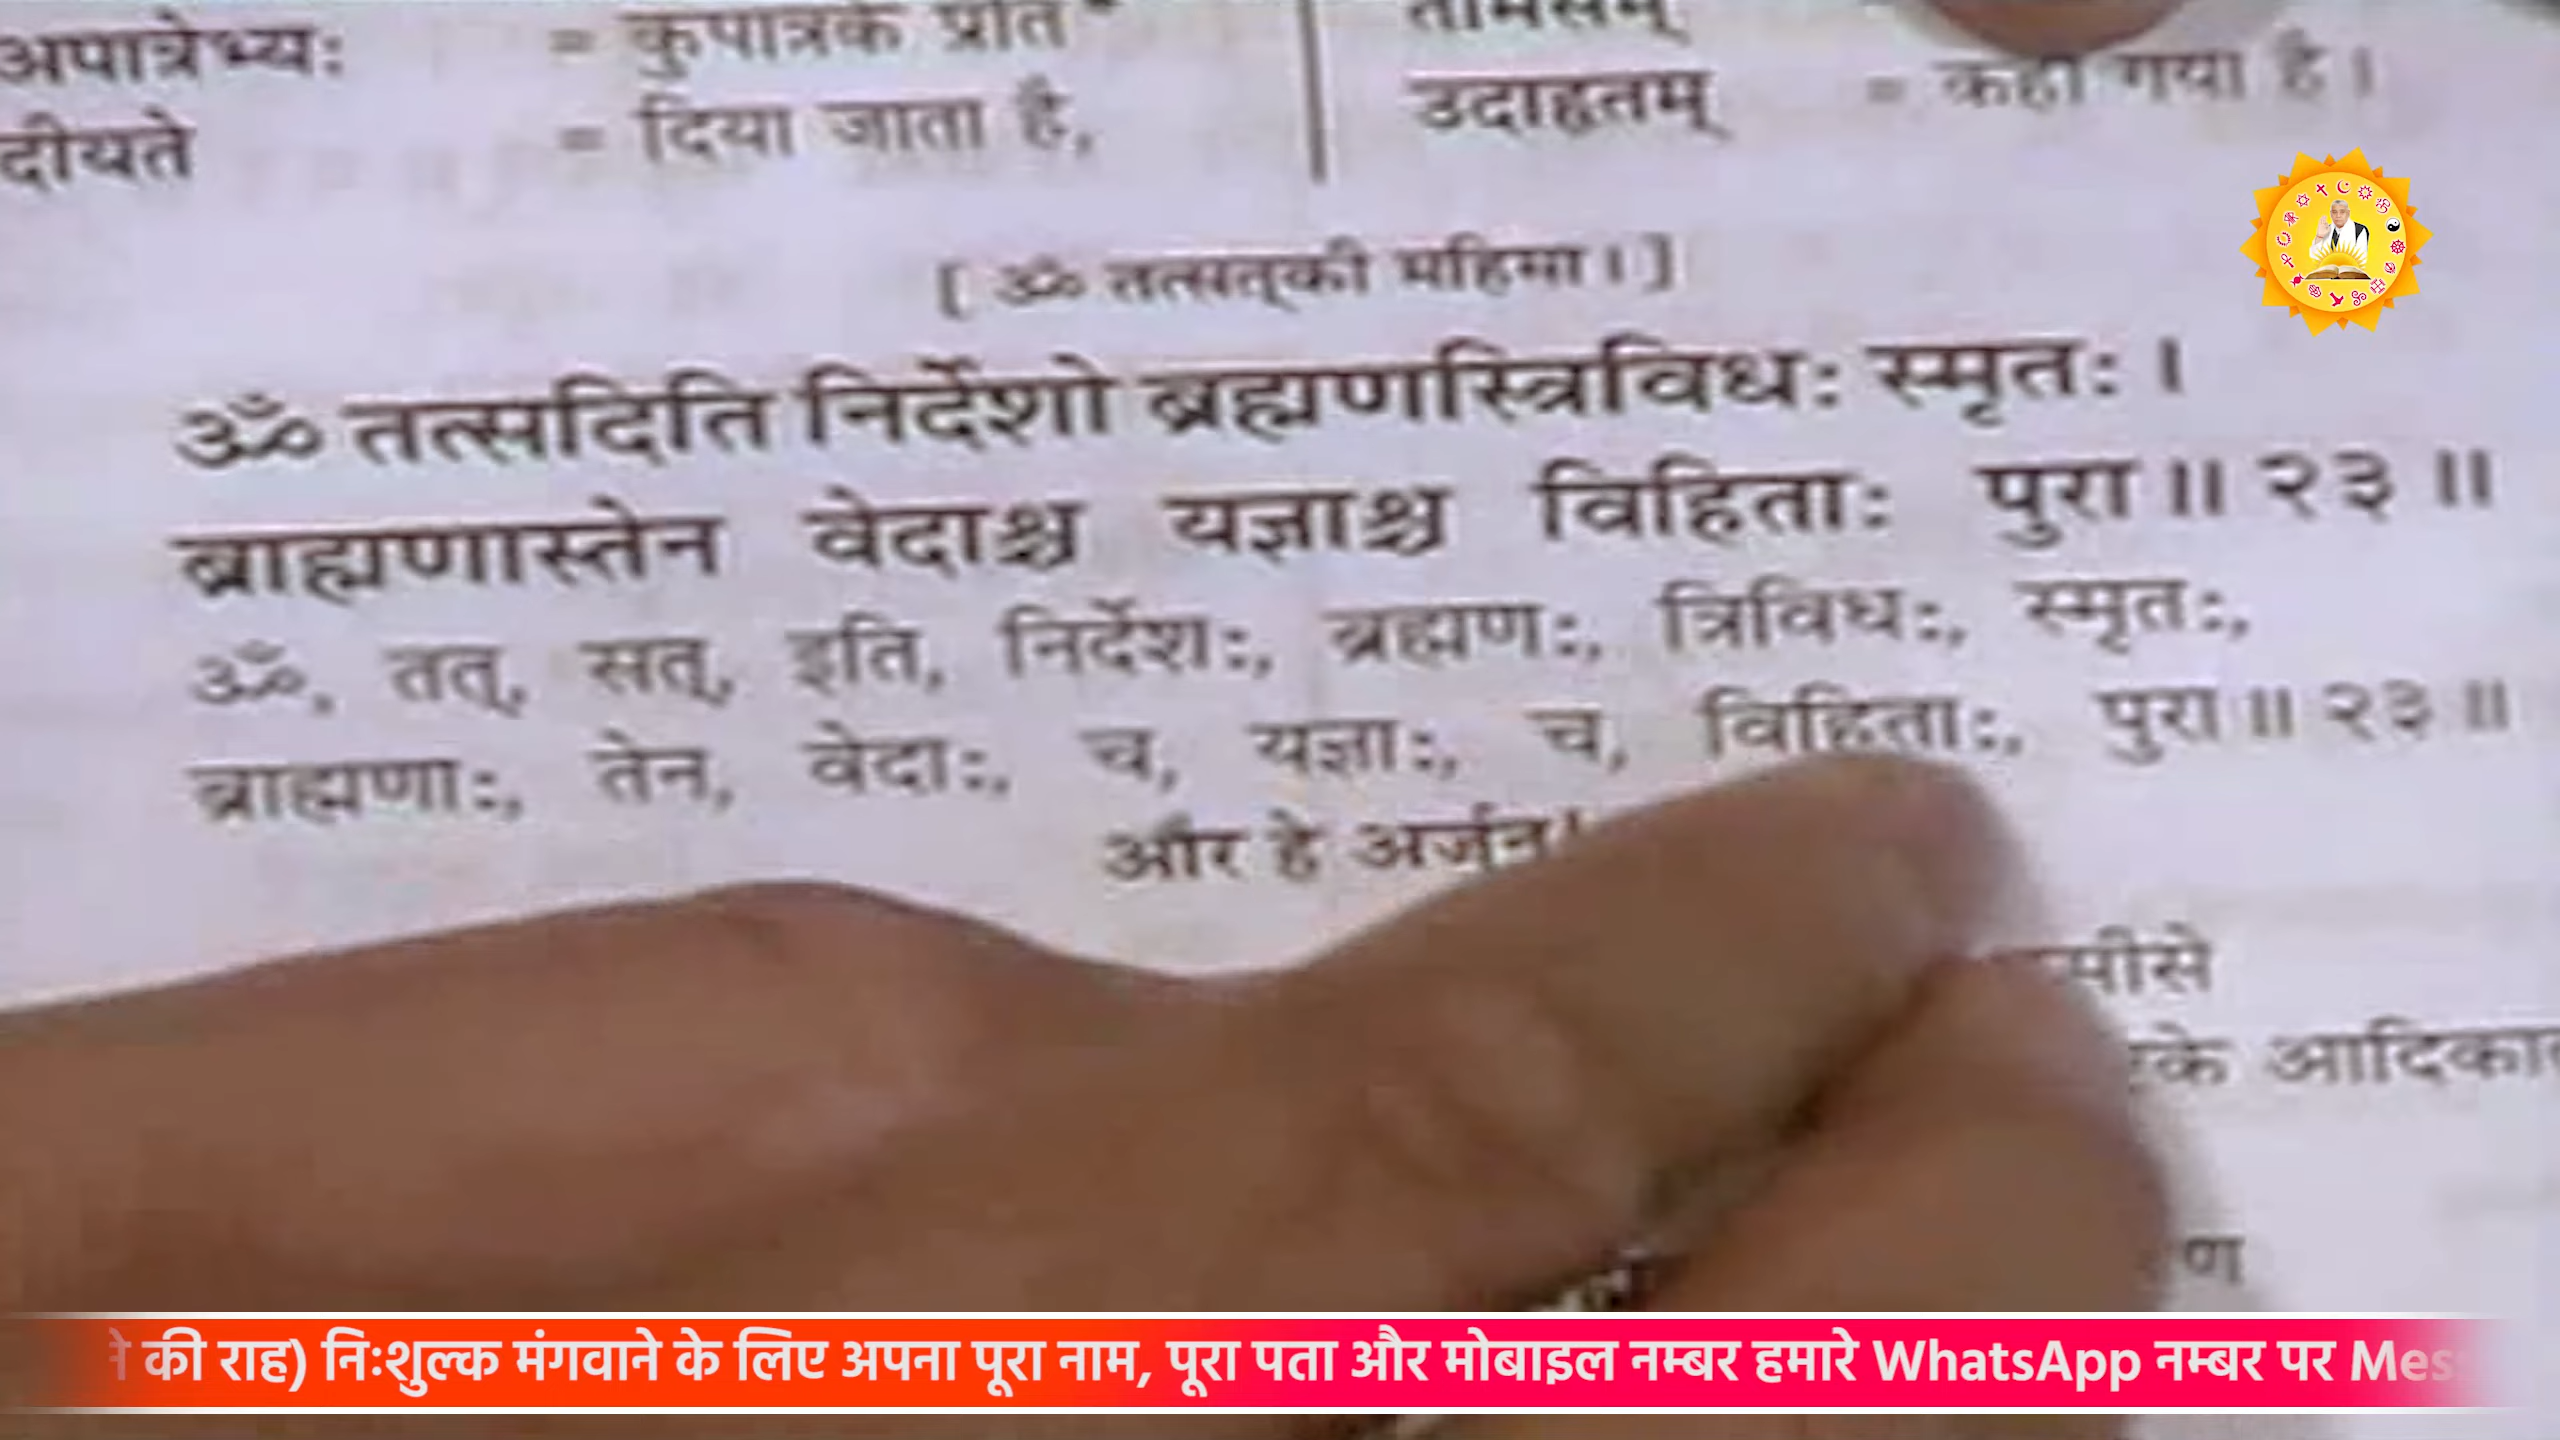 अपात्रेभ्यः = कुपात्रके प्रति तामसम्
दीयते = दिया जाता है, उदाहृतम् = कहा गया है।
[ ॐ तत्सत्‌की महिमा। ]
ॐ तत्सदिति निर्देशो ब्रह्मणस्त्रिविधः स्मृतः ।
ब्राह्मणास्तेन वेदाश्च यज्ञाश्च विहिताः पुरा ॥ २३ ॥
ॐ, तत्, सत्, इति, निर्देशः, ब्रह्मणः, त्रिविधः, स्मृतः,
ब्राह्मणाः, तेन, वेदाः, च, यज्ञाः, च, विहिताः, पुरा ॥ २३ ॥
और हे अर्जुन!
की राह) निःशुल्क मंगवाने के लिए अपना पूरा नाम, पूरा पता और मोबाइल नम्बर हमारे WhatsApp नम्बर पर Mes